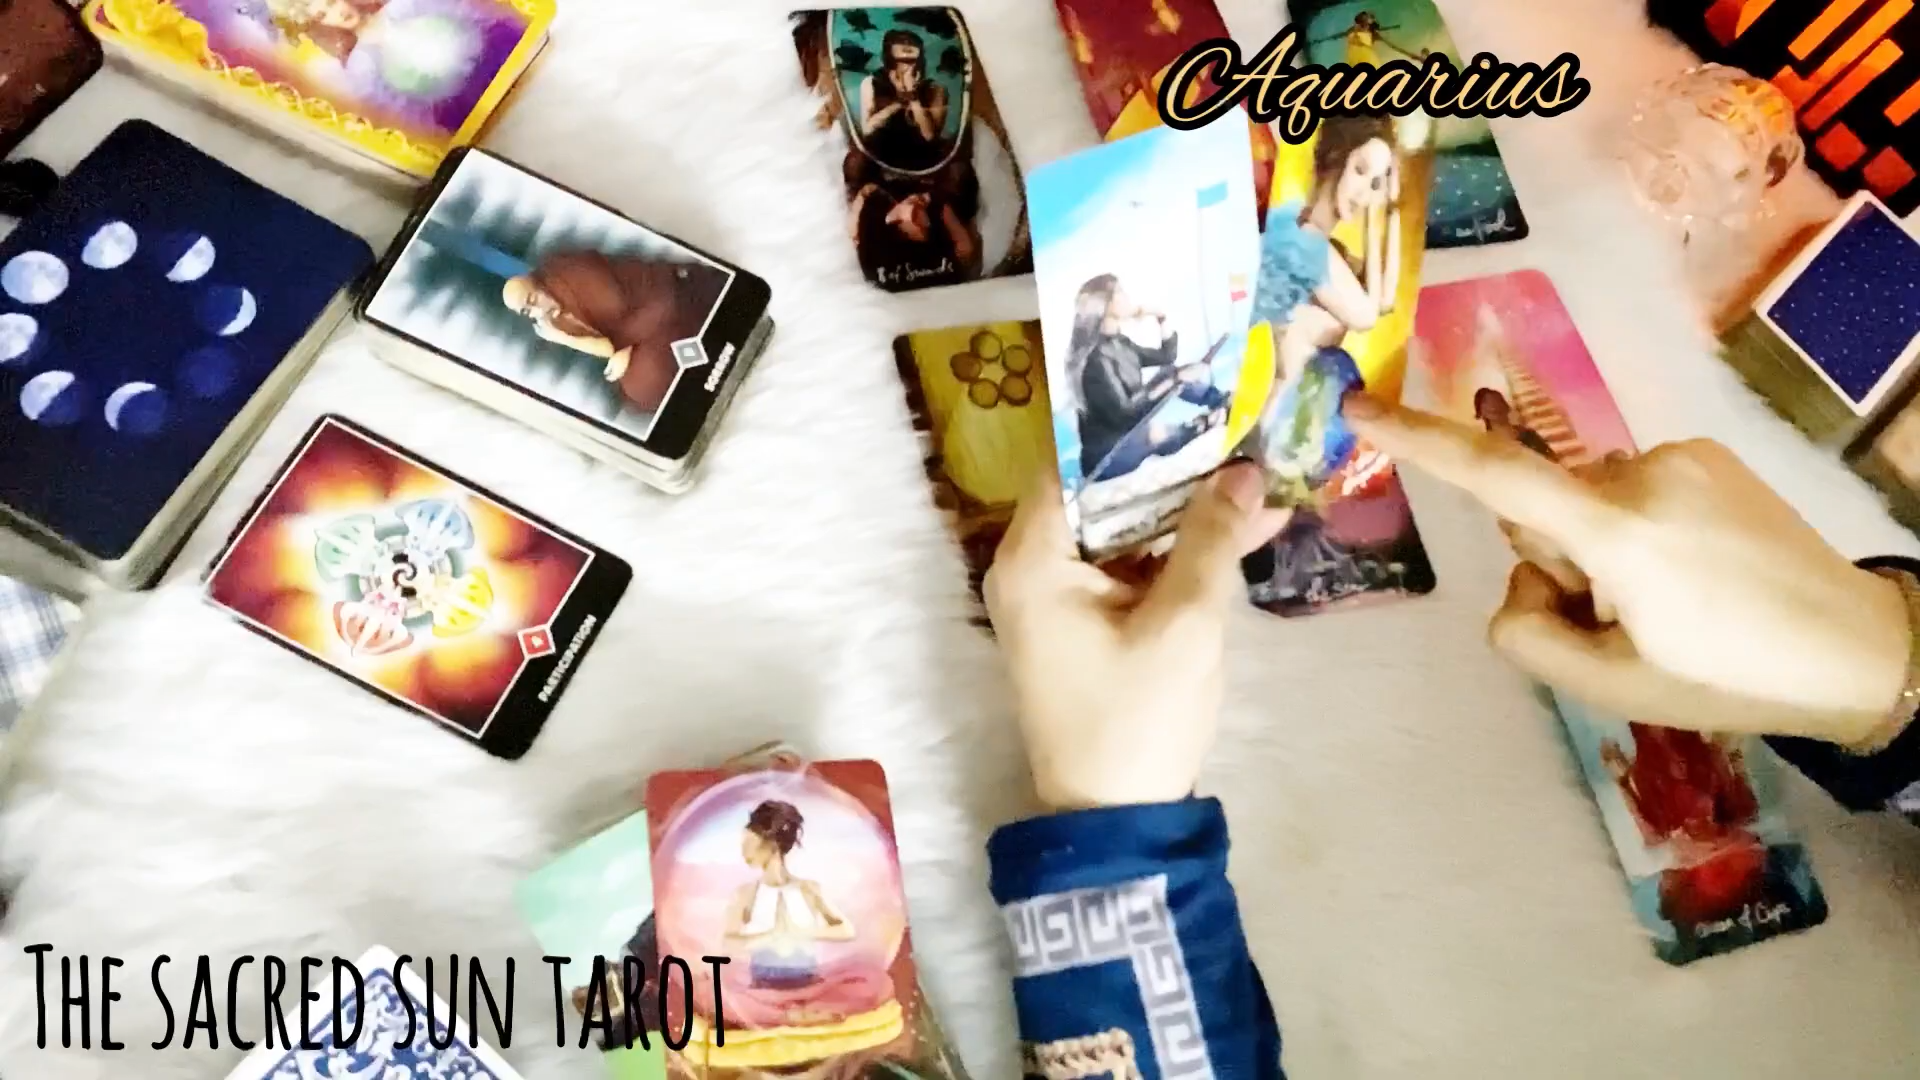 Aquarius
8 of Swords
SORROW
PARTICIPATION
Queen of Cups
THE SACRED SUN TAROT